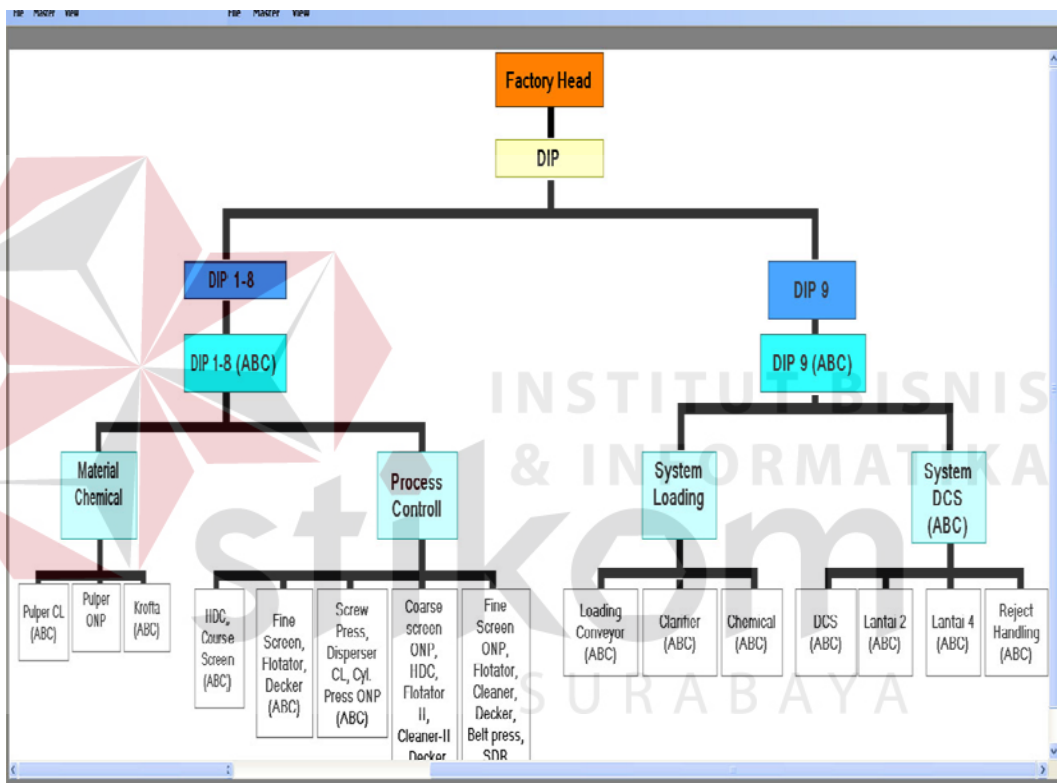 File Master View File Master View
Factory Head
DIP
DIP 1-8
DIP 9
DIP 1-8 (ABC)
DIP 9 (ABC)
INSTITUT BISNIS
& INFORMATIKA
stikom
SURABAYA
Material
Chemical
Process
Controll
System
Loading
System
DCS
(ABC)
Pulper CL
(ABC)
Pulper
ONP
Krofta
(ABC)
HDC,
Course
Screen
(ABC)
Fine
Screen,
Flotator,
Decker
(ABC)
Screw
Press,
Disperser
CL, Cyl.
Press ONP
(ABC)
Coarse
screen
ONP,
HDC,
Flotator
II,
Cleaner-II
Decker
Fine
Screen
ONP,
Flotator,
Cleaner,
Decker,
Belt press,
SDR
Loading
Conveyor
(ABC)
Clarifier
(ABC)
Chemical
(ABC)
DCS
(ABC)
Lantai 2
(ABC)
Lantai 4
(ABC)
Reject
Handling
(ABC)